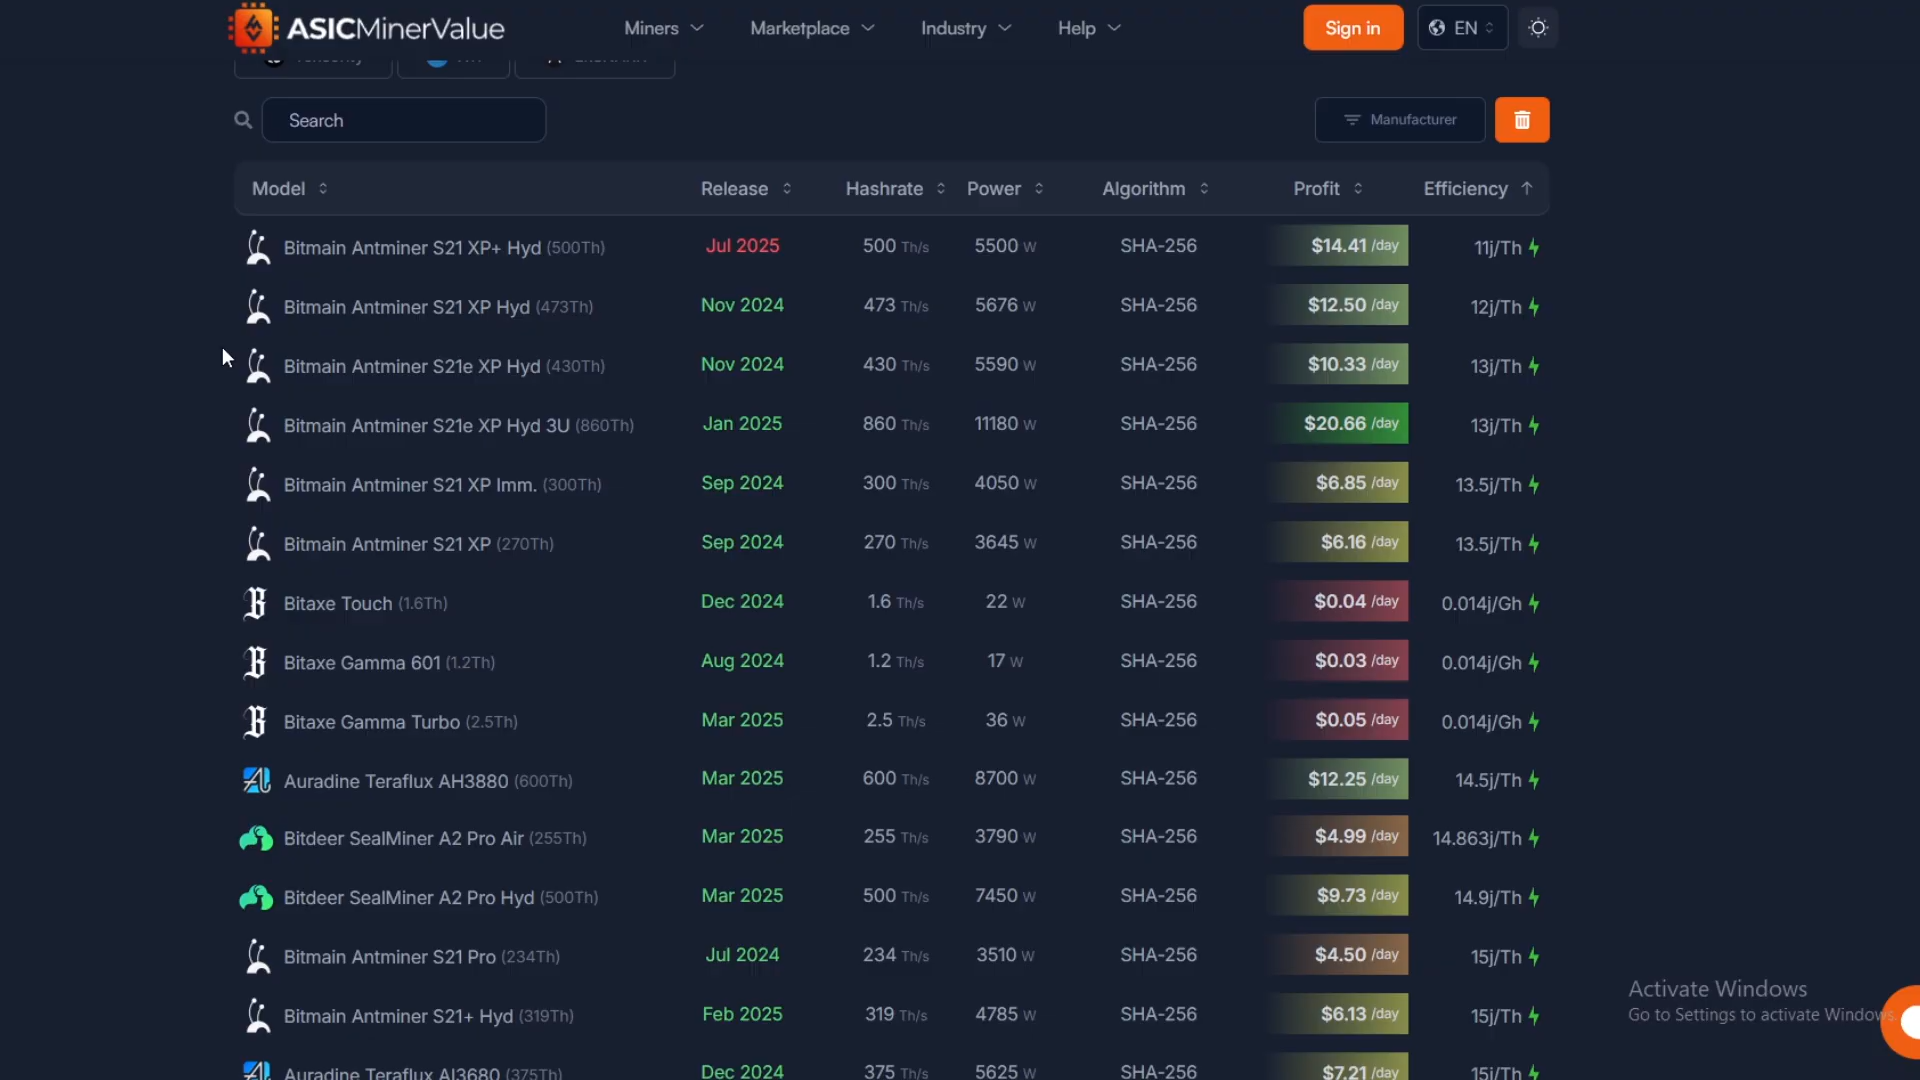 ASICMinerValue
Miners
Marketplace
Industry
Help
Sign in
EN
Search
Manufacturer
Model Release Hashrate Power Algorithm Profit Efficiency
Bitmain Antminer S21 XP+ Hyd (500Th) Jul 2025 500 Th/s 5500 W SHA-256 $14.41 /day 11j/Th
Bitmain Antminer S21 XP Hyd (473Th) Nov 2024 473 Th/s 5676 W SHA-256 $12.50 /day 12j/Th
Bitmain Antminer S21e XP Hyd (430Th) Nov 2024 430 Th/s 5590 W SHA-256 $10.33 /day 13j/Th
Bitmain Antminer S21e XP Hyd 3U (860Th) Jan 2025 860 Th/s 11180 W SHA-256 $20.66 /day 13j/Th
Bitmain Antminer S21 XP Imm. (300Th) Sep 2024 300 Th/s 4050 W SHA-256 $6.85 /day 13.5j/Th
Bitmain Antminer S21 XP (270Th) Sep 2024 270 Th/s 3645 W SHA-256 $6.16 /day 13.5j/Th
Bitaxe Touch (1.6Th) Dec 2024 1.6 Th/s 22 W SHA-256 $0.04 /day 0.014j/Gh
Bitaxe Gamma 601 (1.2Th) Aug 2024 1.2 Th/s 17 W SHA-256 $0.03 /day 0.014j/Gh
Bitaxe Gamma Turbo (2.5Th) Mar 2025 2.5 Th/s 36 W SHA-256 $0.05 /day 0.014j/Gh
Auradine Teraflux AH3880 (600Th) Mar 2025 600 Th/s 8700 W SHA-256 $12.25 /day 14.5j/Th
Bitdeer SealMiner A2 Pro Air (255Th) Mar 2025 255 Th/s 3790 W SHA-256 $4.99 /day 14.863j/Th
Bitdeer SealMiner A2 Pro Hyd (500Th) Mar 2025 500 Th/s 7450 W SHA-256 $9.73 /day 14.9j/Th
Bitmain Antminer S21 Pro (234Th) Jul 2024 234 Th/s 3510 W SHA-256 $4.50 /day 15j/Th
Bitmain Antminer S21+ Hyd (319Th) Feb 2025 319 Th/s 4785 W SHA-256 $6.13 /day 15j/Th
Auradine Teraflux AI3680 (375Th) Dec 2024 375 Th/s 5625 W SHA-256 $7.21 /day 15j/Th
Activate Windows
Go to Settings to activate Windows.